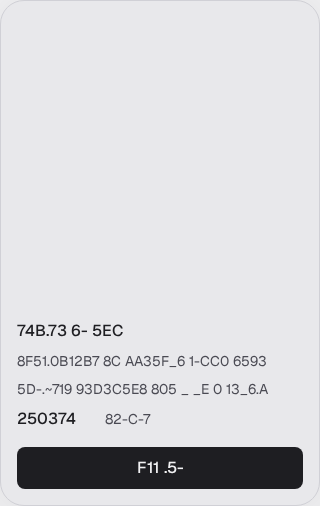 74B.73 6- 5EC
8F51.0B12B7 8C AA35F_6 1-CC0 6593
5D-.~719 93D3C5E8 805 _ _E 0 13_6.A
250374 82-C-7
F11 .5-